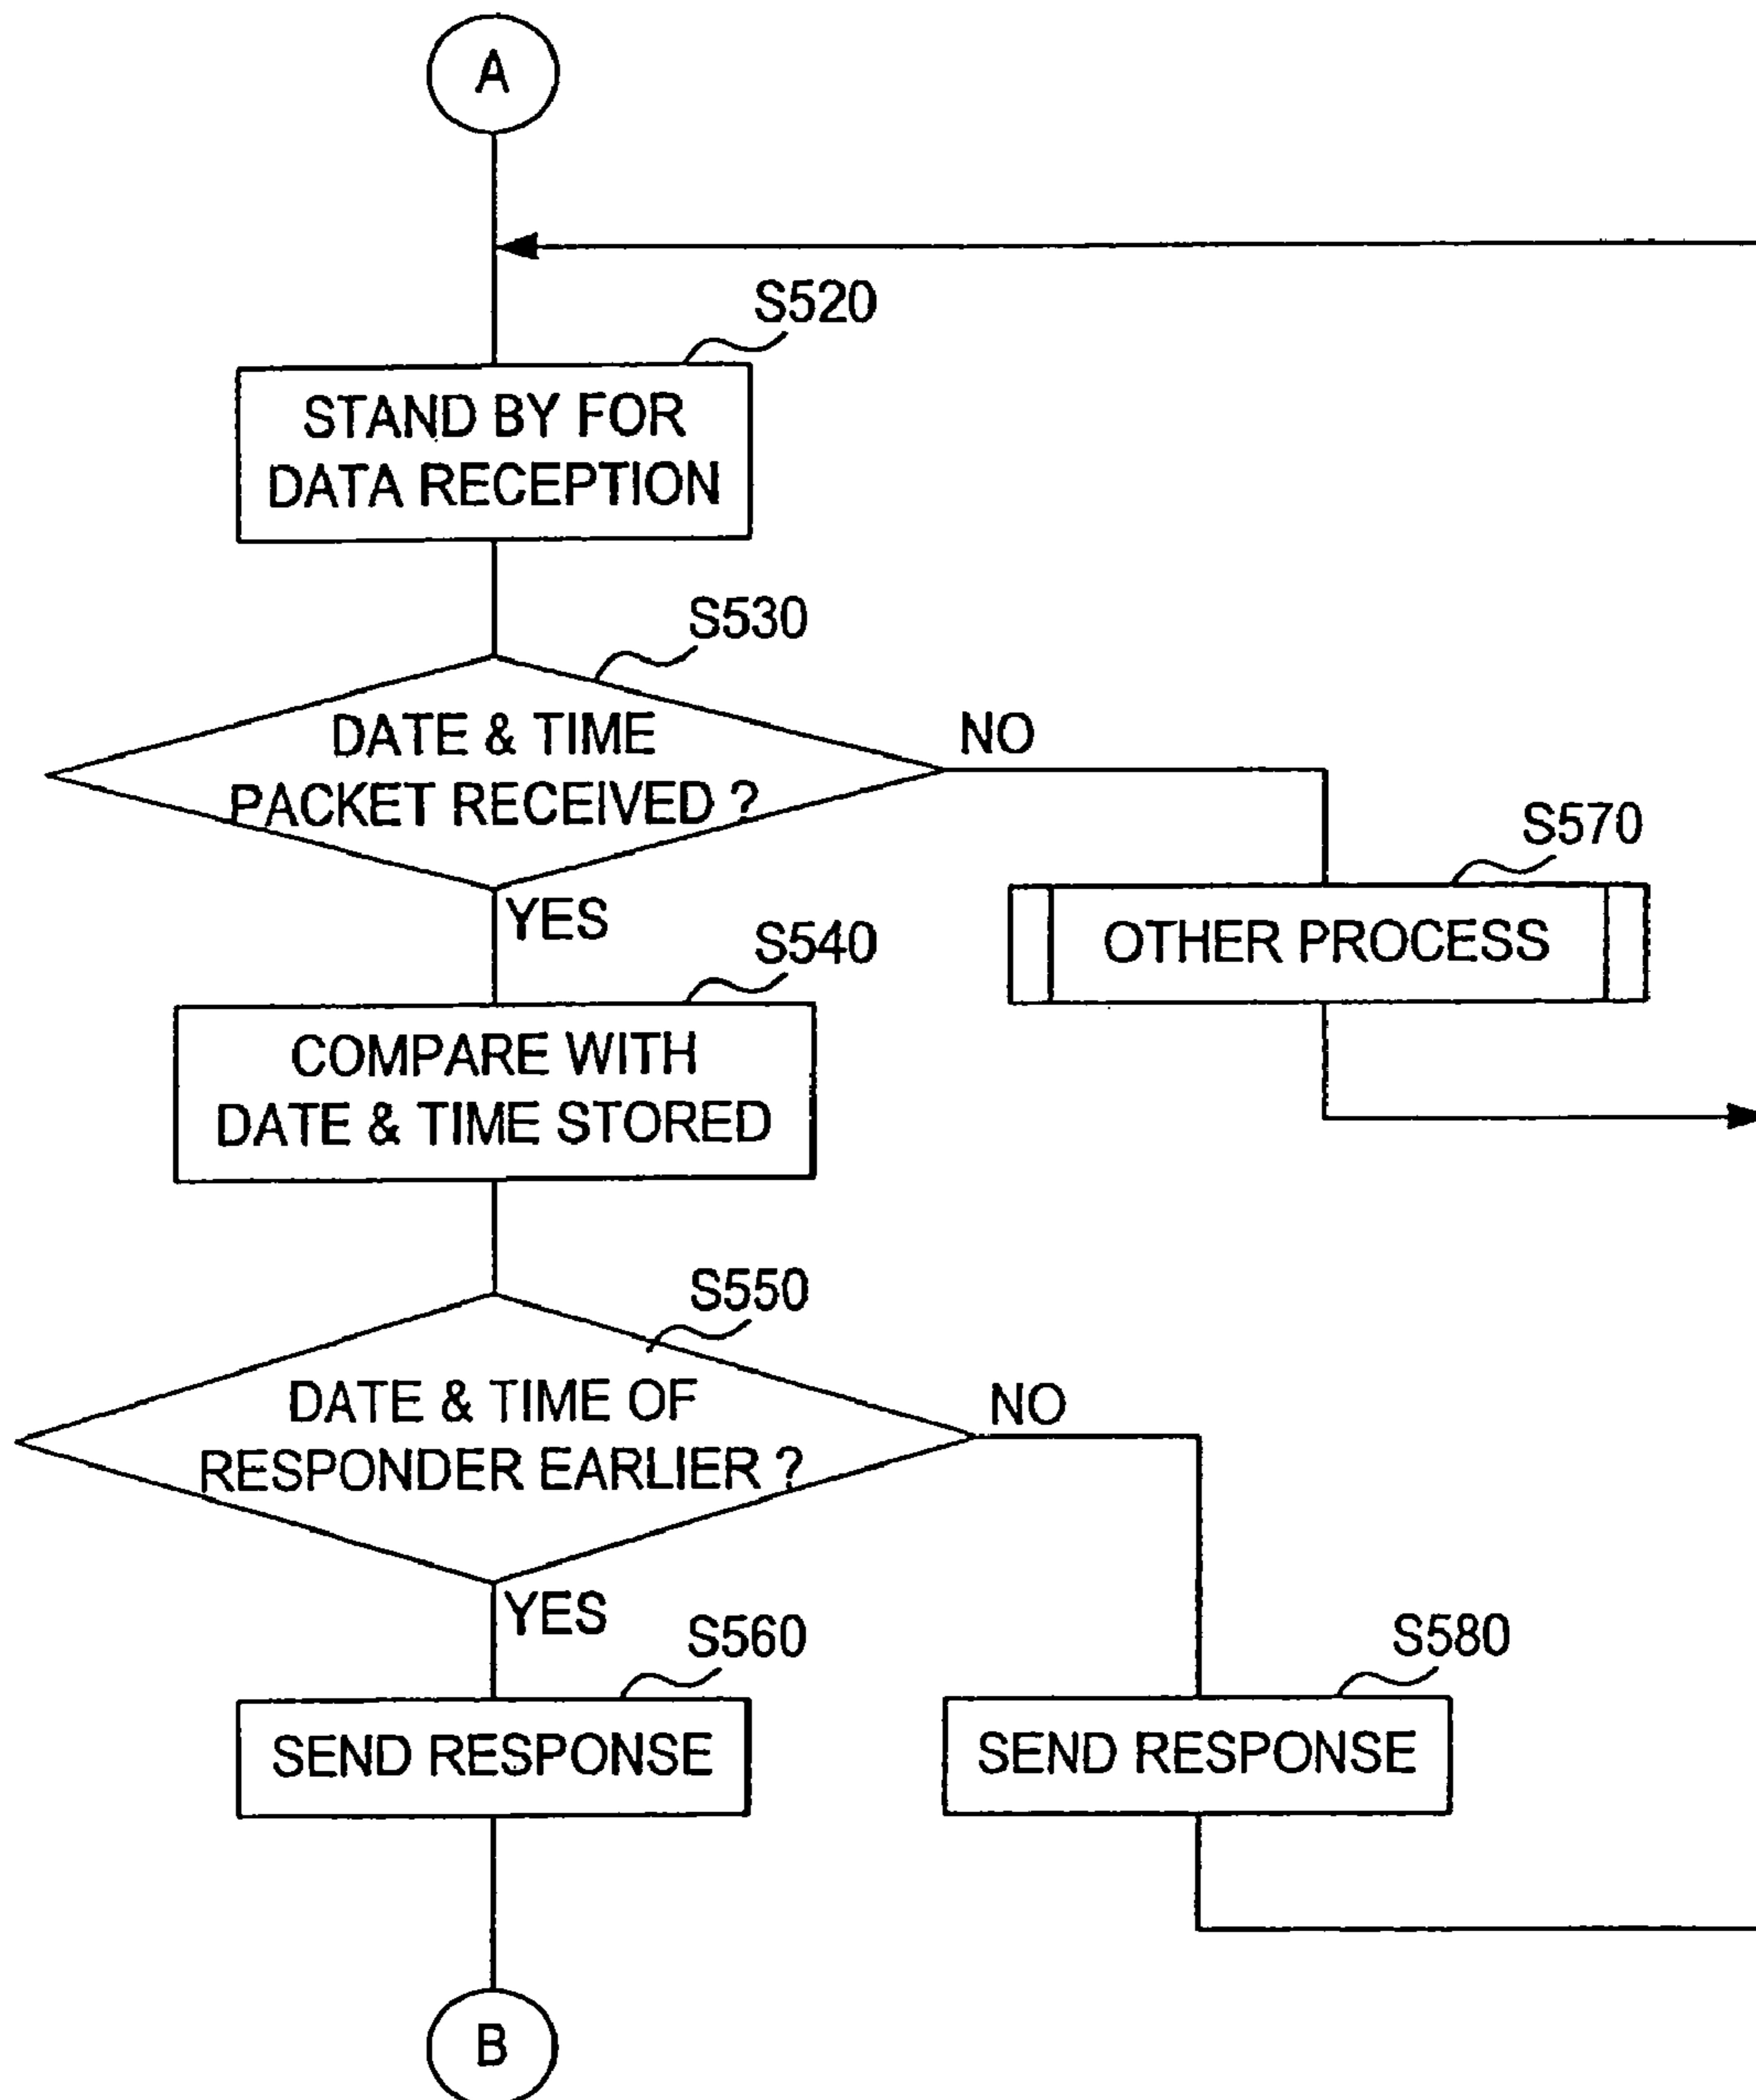 A
S520
STAND BY FOR
DATA RECEPTION
S530
DATE & TIME
PACKET RECEIVED ?
NO
YES
S570
OTHER PROCESS
S540
COMPARE WITH
DATE & TIME STORED
S550
DATE & TIME OF
RESPONDER EARLIER ?
NO
YES
S560
SEND RESPONSE
S580
SEND RESPONSE
B